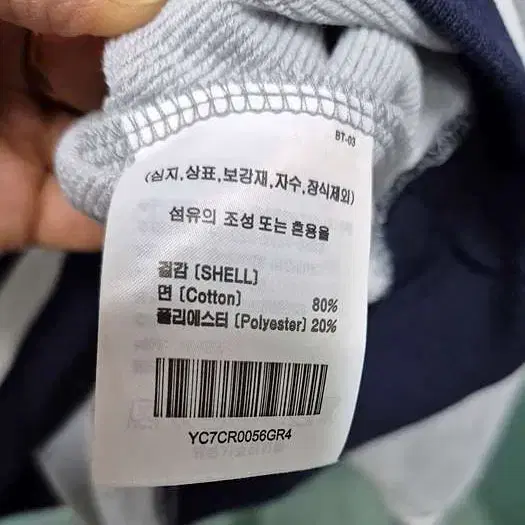 BT-03
(심지,상표,보강재,자수,장식제외)
섬유의 조성 또는 혼용율
겉감 (SHELL)
면 (Cotton) 80%
폴리에스터 (Polyester) 20%
YC7CR0056GR4